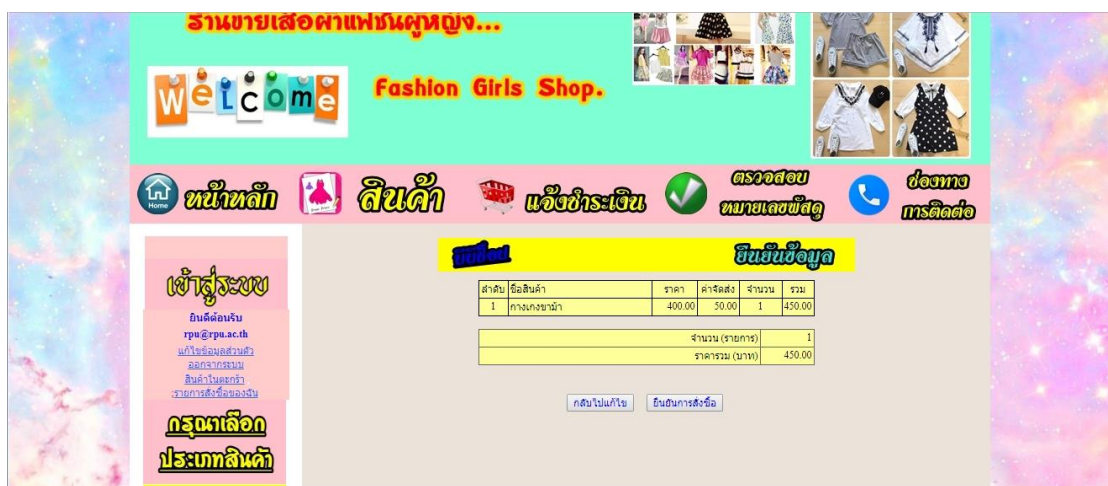 ร้านขายเสื้อผ้าแฟชั่นผู้หญิง...
Welcome
Fashion Girls Shop.
Home
หน้าหลัก
สินค้า
แจ้งชำระเงิน
ตรวจสอบ
หมายเลขพัสดุ
ช่องทาง
การติดต่อ
เข้าสู่ระบบ
ยินดีต้อนรับ
rpu@rpu.ac.th
แก้ไขข้อมูลส่วนตัว
ออกจากระบบ
สินค้าในตะกร้า
:รายการสั่งซื้อของฉัน
กรุณาเลือก
ประเภทสินค้า
ยืนยันข้อมูล
ลำดับ ชื่อสินค้า ราคา ค่าจัดส่ง จำนวน รวม
1 กางเกงขาม้า 400.00 50.00 1 450.00
จำนวน (รายการ) 1
ราคารวม (บาท) 450.00
กลับไปแก้ไข ยืนยันการสั่งซื้อ